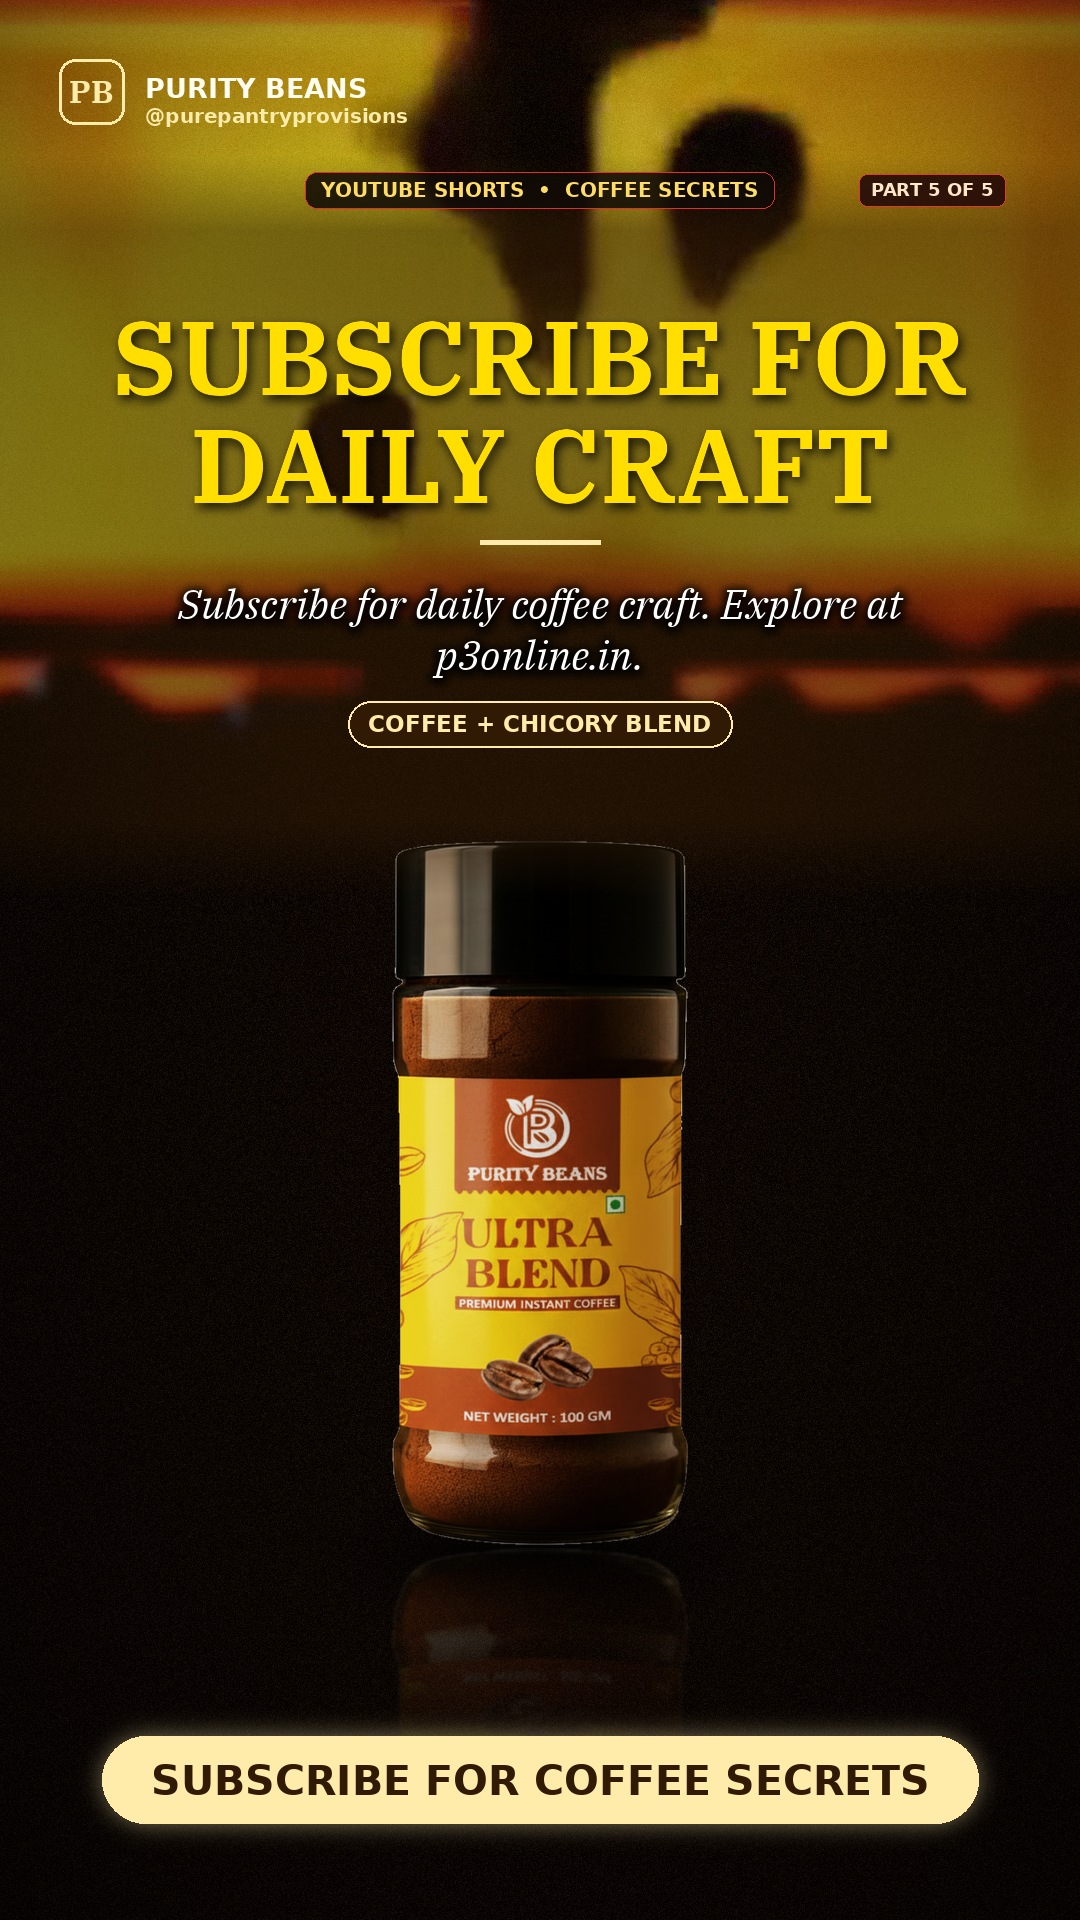 PB
PURITY BEANS
@purepantryprovisions
YOUTUBE SHORTS • COFFEE SECRETS
PART 5 OF 5
SUBSCRIBE FOR
DAILY CRAFT
Subscribe for daily coffee craft. Explore at
p3online.in.
COFFEE + CHICORY BLEND
B
PURITY BEANS
ULTRA
BLEND
PREMIUM INSTANT COFFEE
NET WEIGHT : 100 GM
SUBSCRIBE FOR COFFEE SECRETS